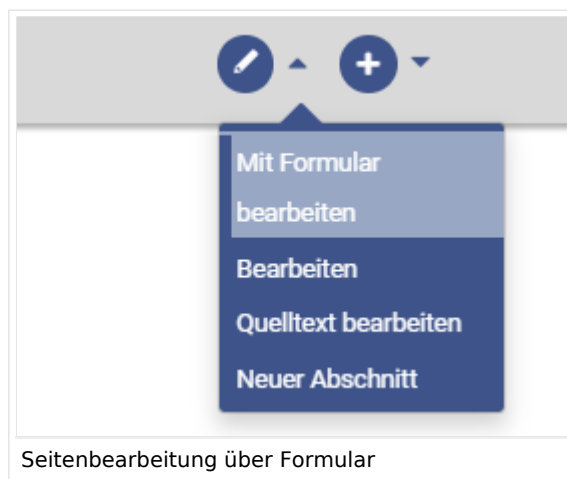 Mit Formular
bearbeiten
Bearbeiten
Quelltext bearbeiten
Neuer Abschnitt
Seitenbearbeitung über Formular